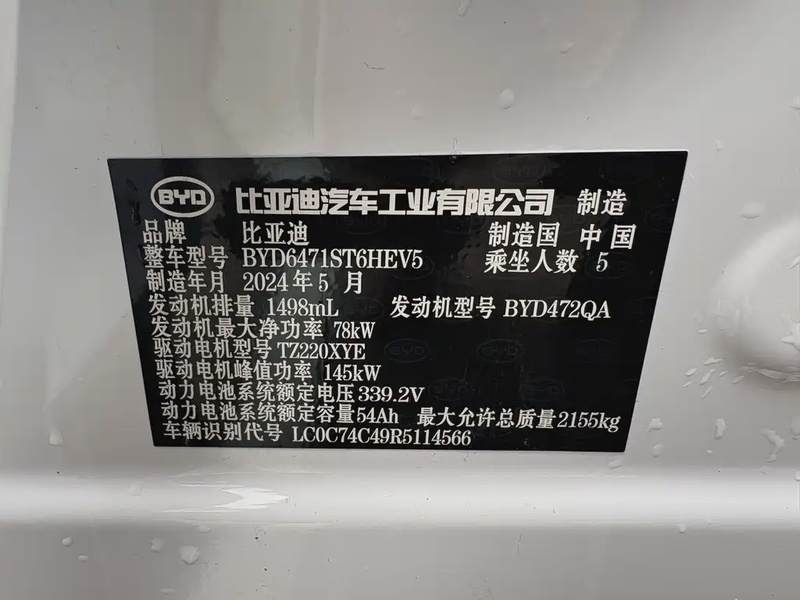 BYD 比亚迪汽车工业有限公司 制造
品牌 比亚迪 制造国 中国
整车型号 BYD6471ST6HEV5 乘坐人数 5
制造年月 2024年5月
发动机排量 1498mL 发动机型号 BYD472QA
发动机最大净功率 78kW
驱动电机型号 TZ220XYE
驱动电机峰值功率 145kW
动力电池系统额定电压 339.2V
动力电池系统额定容量 54Ah 最大允许总质量 2155kg
车辆识别代号 LC0C74C49R5114566